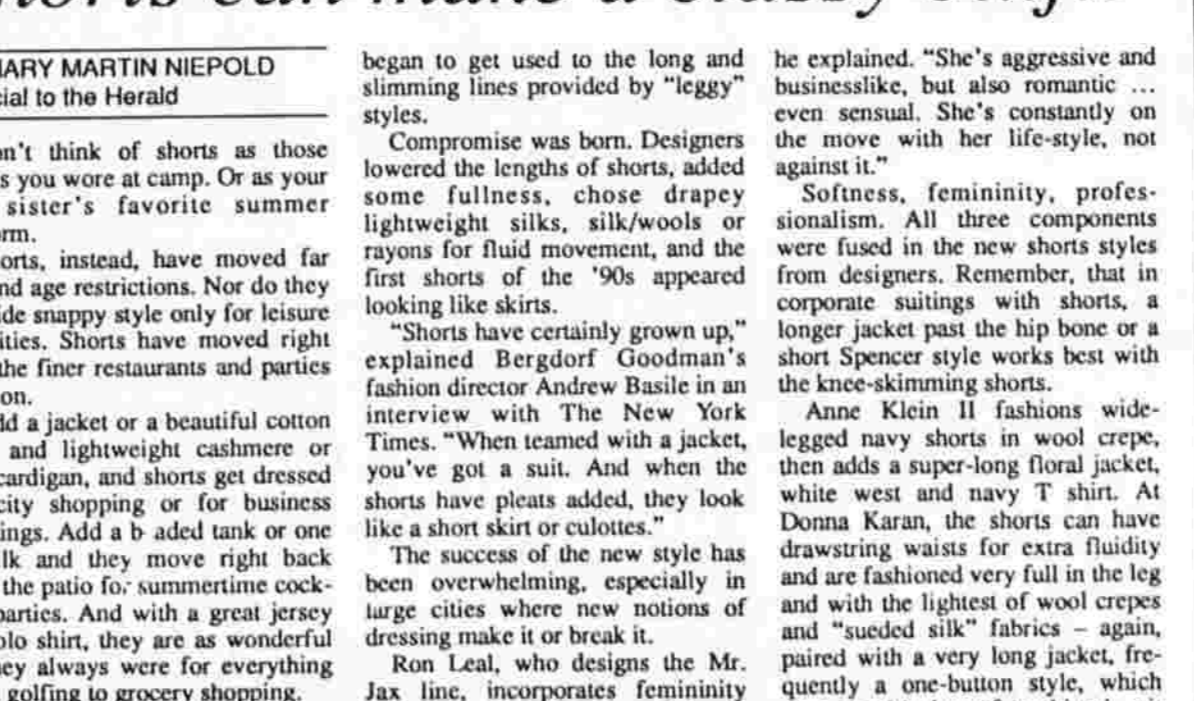 MARY MARTIN NIEPOLD
cial to the Herald
n't think of shorts as those
s you wore at camp. Or as your
sister's favorite summer
rm.
orts, instead, have moved far
nd age restrictions. Nor do they
ide snappy style only for leisure
ities. Shorts have moved right
the finer restaurants and parties
on.
dd a jacket or a beautiful cotton
and lightweight cashmere or
cardigan, and shorts get dressed
city shopping or for business
ings. Add a b aded tank or one
lk and they move right back
the patio for summertime cock-
parties. And with a great jersey
olo shirt, they are as wonderful
hey always were for everything
golfing to grocery shopping.
began to get used to the long and
slimming lines provided by "leggy"
styles.
Compromise was born. Designers
lowered the lengths of shorts, added
some fullness, chose drapey
lightweight silks, silk/wools or
rayons for fluid movement, and the
first shorts of the '90s appeared
looking like skirts.
"Shorts have certainly grown up,"
explained Bergdorf Goodman's
fashion director Andrew Basile in an
interview with The New York
Times. "When teamed with a jacket,
you've got a suit. And when the
shorts have pleats added, they look
like a short skirt or culottes."
The success of the new style has
been overwhelming, especially in
large cities where new notions of
dressing make it or break it.
Ron Leal, who designs the Mr.
Jax line, incorporates femininity
he explained. "She's aggressive and
businesslike, but also romantic ...
even sensual. She's constantly on
the move with her life-style, not
against it."
Softness, femininity, profes-
sionalism. All three components
were fused in the new shorts styles
from designers. Remember, that in
corporate suitings with shorts, a
longer jacket past the hip bone or a
short Spencer style works best with
the knee-skimming shorts.
Anne Klein II fashions wide-
legged navy shorts in wool crepe,
then adds a super-long floral jacket,
white west and navy T shirt. At
Donna Karan, the shorts can have
drawstring waists for extra fluidity
and are fashioned very full in the leg
and with the lightest of wool crepes
and "sueded silk" fabrics – again,
paired with a very long jacket, fre-
quently a one-button style, which